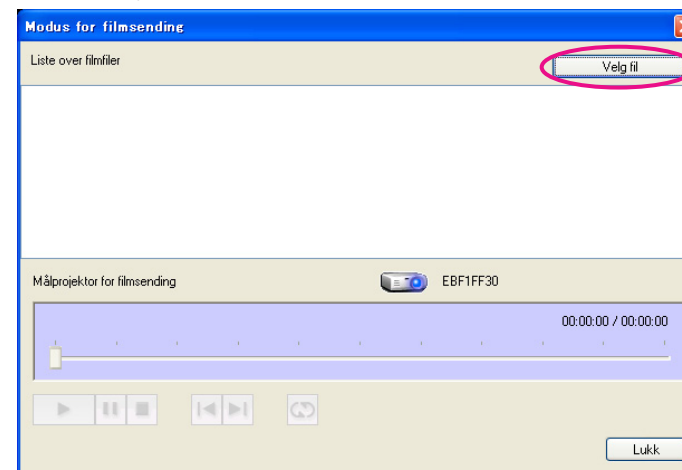 Modus for filmsending
Liste over filmfiler
Velg fil
Målprojektor for filmsending
EBF1FF30
00:00:00 / 00:00:00
Lukk